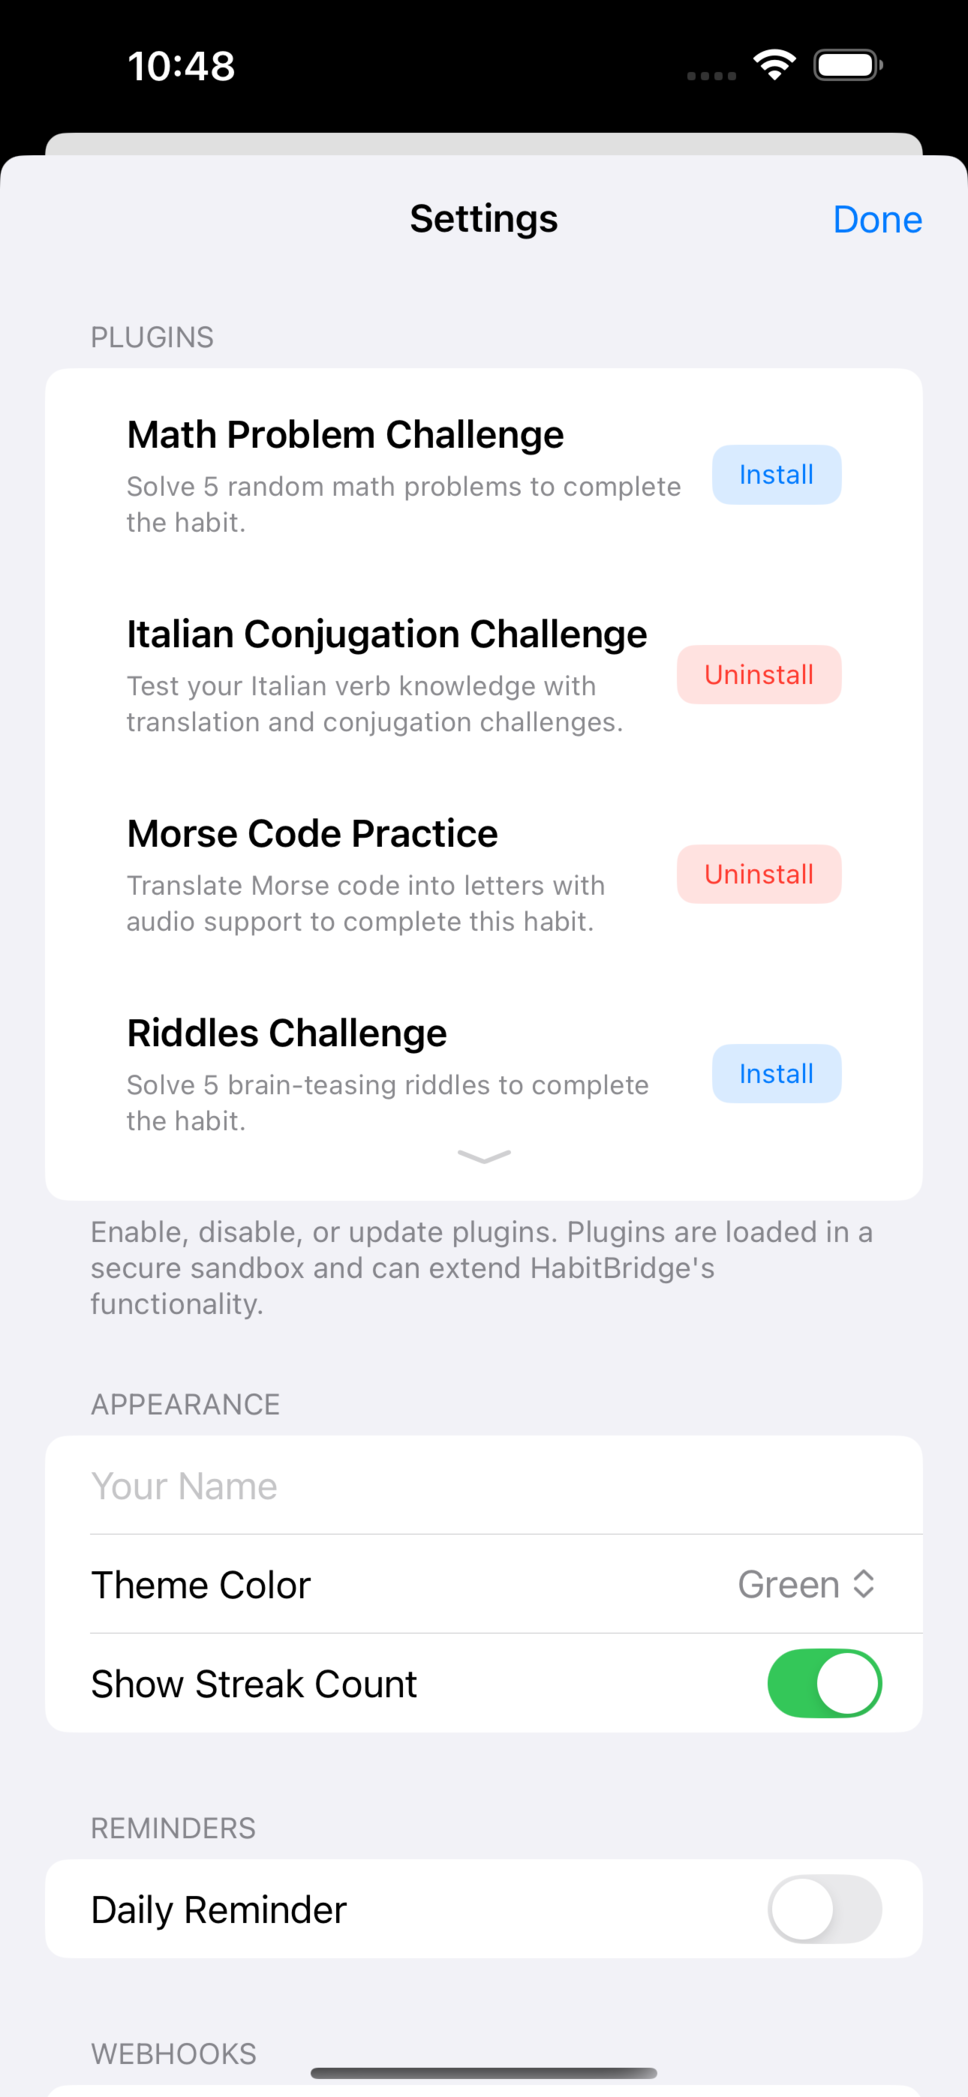 10:48
Settings
Done
PLUGINS
Math Problem Challenge
Solve 5 random math problems to complete
the habit.
Install
Italian Conjugation Challenge
Test your Italian verb knowledge with
translation and conjugation challenges.
Uninstall
Morse Code Practice
Translate Morse code into letters with
audio support to complete this habit.
Uninstall
Riddles Challenge
Solve 5 brain-teasing riddles to complete
the habit.
Install
Enable, disable, or update plugins. Plugins are loaded in a
secure sandbox and can extend HabitBridge's
functionality.
APPEARANCE
Your Name
Theme Color
Green
Show Streak Count
REMINDERS
Daily Reminder
WEBHOOKS